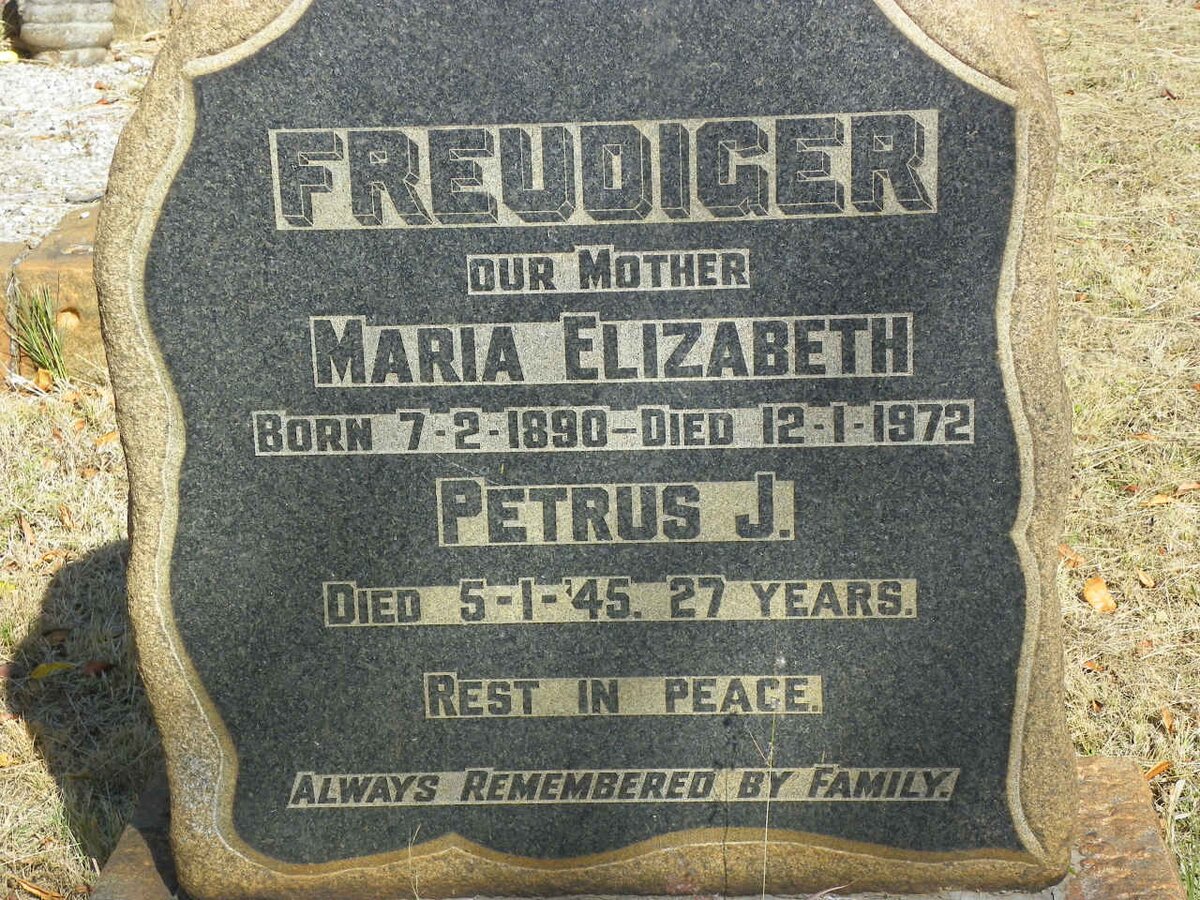 FREUDIGER
OUR MOTHER
MARIA ELIZABETH
BORN 7-2-1890-DIED 12-1-1972
PETRUS J.
DIED 5-1-'45. 27 YEARS.
REST IN PEACE.
ALWAYS REMEMBERED BY FAMILY.